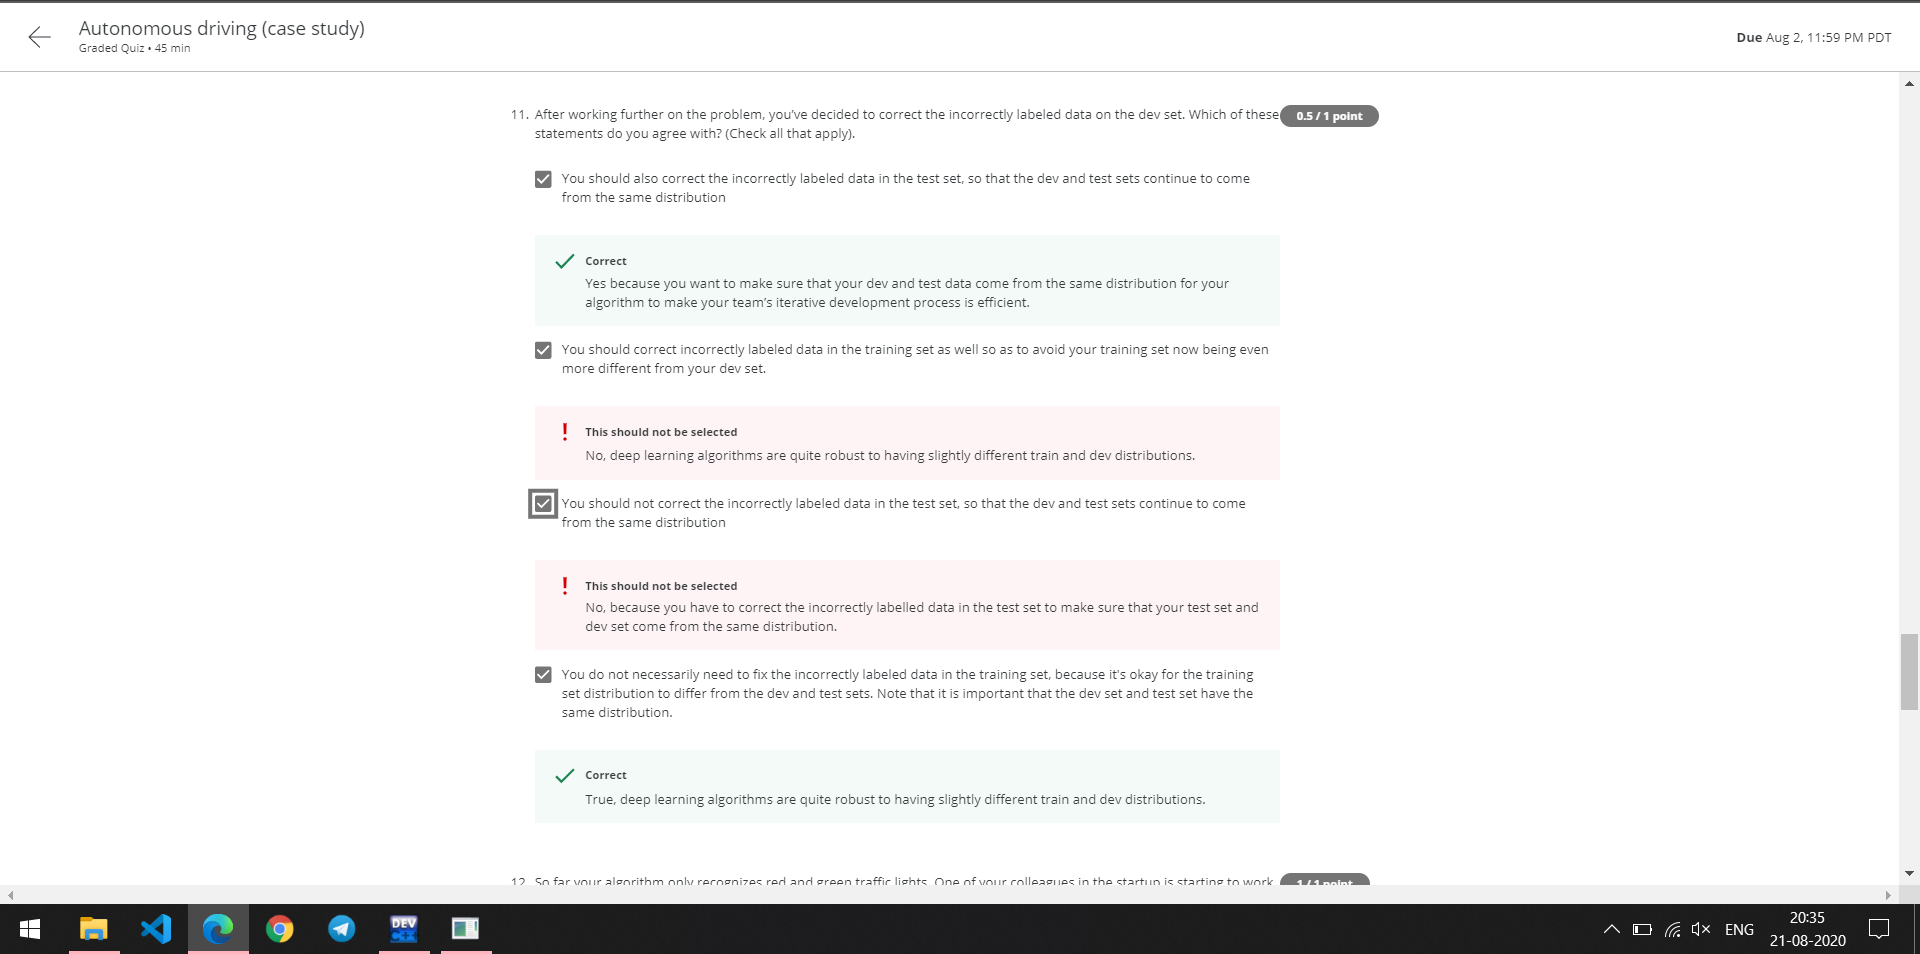 Autonomous driving (case study)
Graded Quiz • 45 min
Due Aug 2, 11:59 PM PDT
11. After working further on the problem, you’ve decided to correct the incorrectly labeled data on the dev set. Which of these
statements do you agree with? (Check all that apply).
0.5 / 1 point
You should also correct the incorrectly labeled data in the test set, so that the dev and test sets continue to come
from the same distribution
Correct
Yes because you want to make sure that your dev and test data come from the same distribution for your
algorithm to make your team’s iterative development process is efficient.
You should correct incorrectly labeled data in the training set as well so as to avoid your training set now being even
more different from your dev set.
This should not be selected
No, deep learning algorithms are quite robust to having slightly different train and dev distributions.
You should not correct the incorrectly labeled data in the test set, so that the dev and test sets continue to come
from the same distribution
This should not be selected
No, because you have to correct the incorrectly labelled data in the test set to make sure that your test set and
dev set come from the same distribution.
You do not necessarily need to fix the incorrectly labeled data in the training set, because it's okay for the training
set distribution to differ from the dev and test sets. Note that it is important that the dev set and test set have the
same distribution.
Correct
True, deep learning algorithms are quite robust to having slightly different train and dev distributions.
12. So far your algorithm only recognizes red and green traffic lights. One of your colleagues in the startup is starting to work
1 / 1 point
DEV
C++
ENG
20:35
21-08-2020